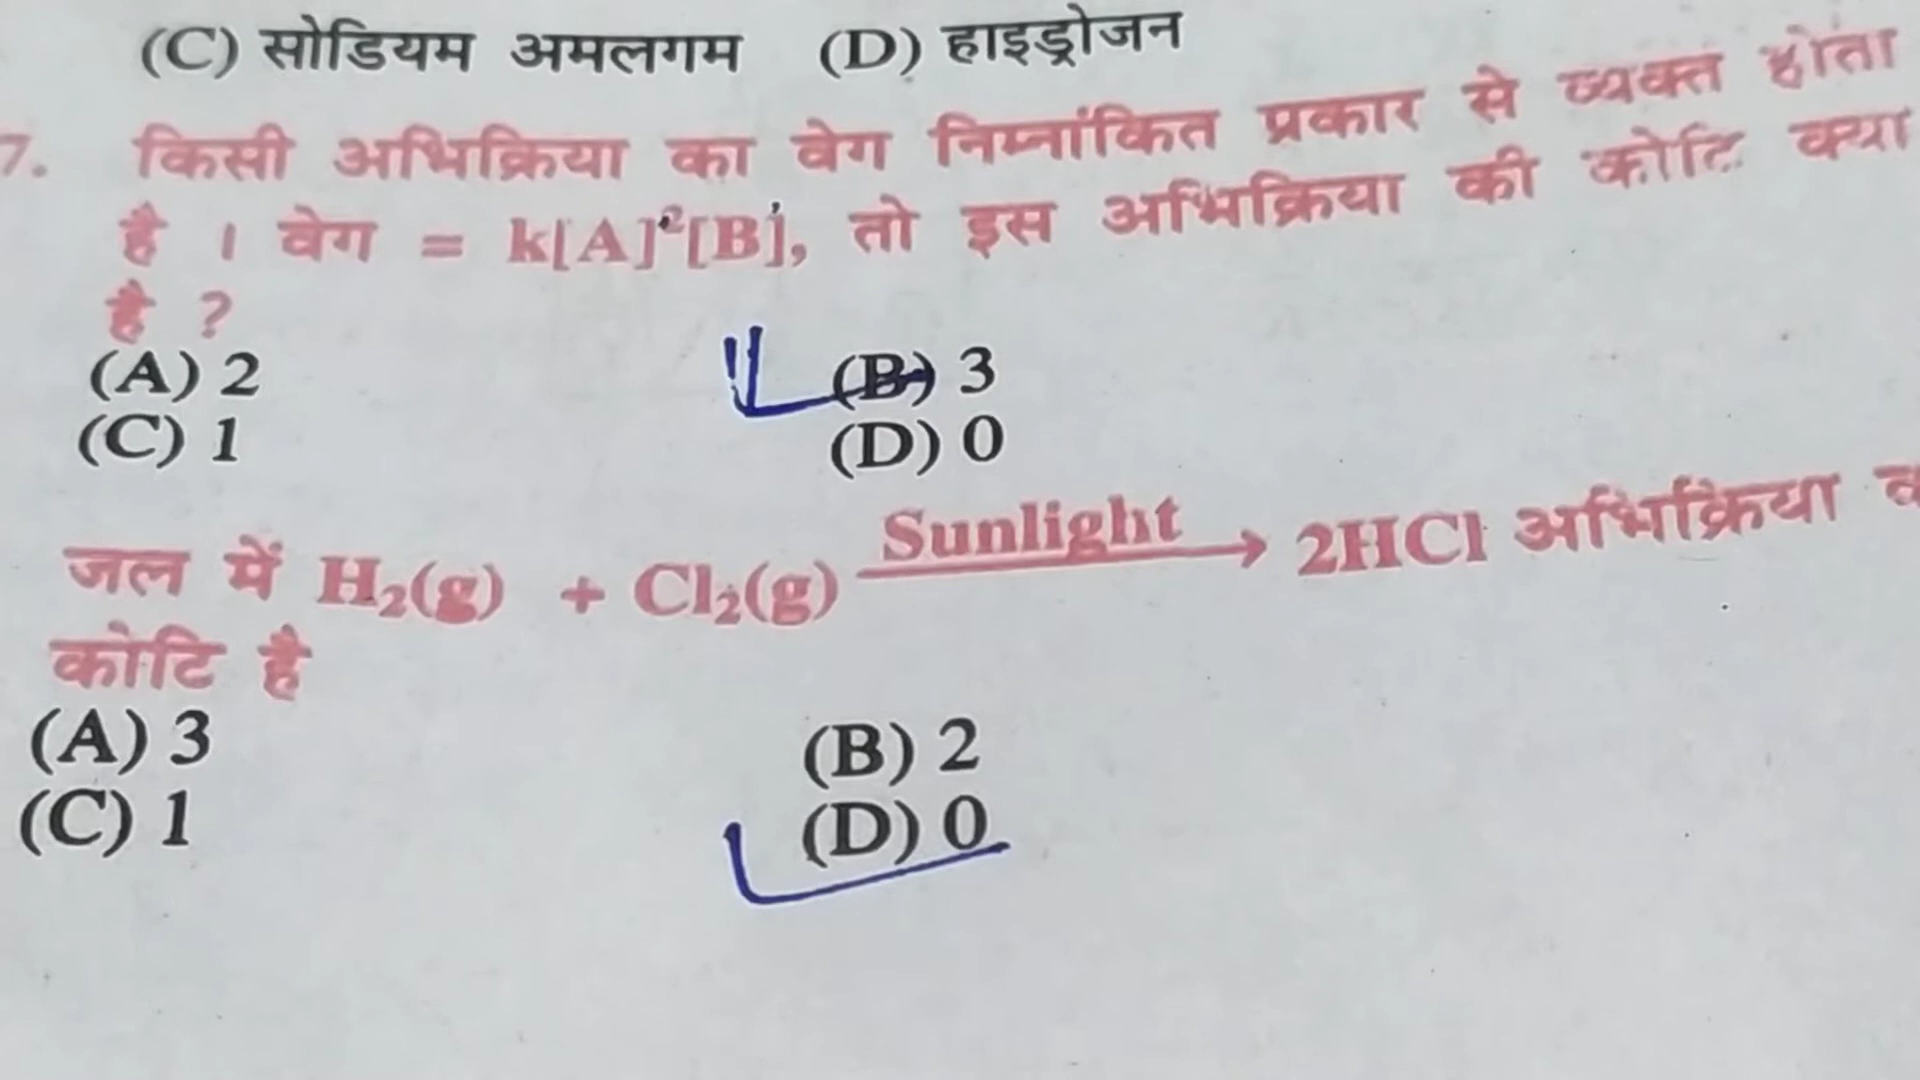 (C) सोडियम अमलगम (D) हाइड्रोजन
7. किसी अभिक्रिया का वेग निम्नांकित प्रकार से व्यक्त होता
है । वेग = k[A]²[B], तो इस अभिक्रिया की कोटि क्या
है ?
(A) 2 (B) 3
(C) 1 (D) 0
जल में H₂(g) + Cl₂(g) Sunlight→ 2HCl अभिक्रिया
कोटि है
(A) 3 (B) 2
(C) 1 (D) 0